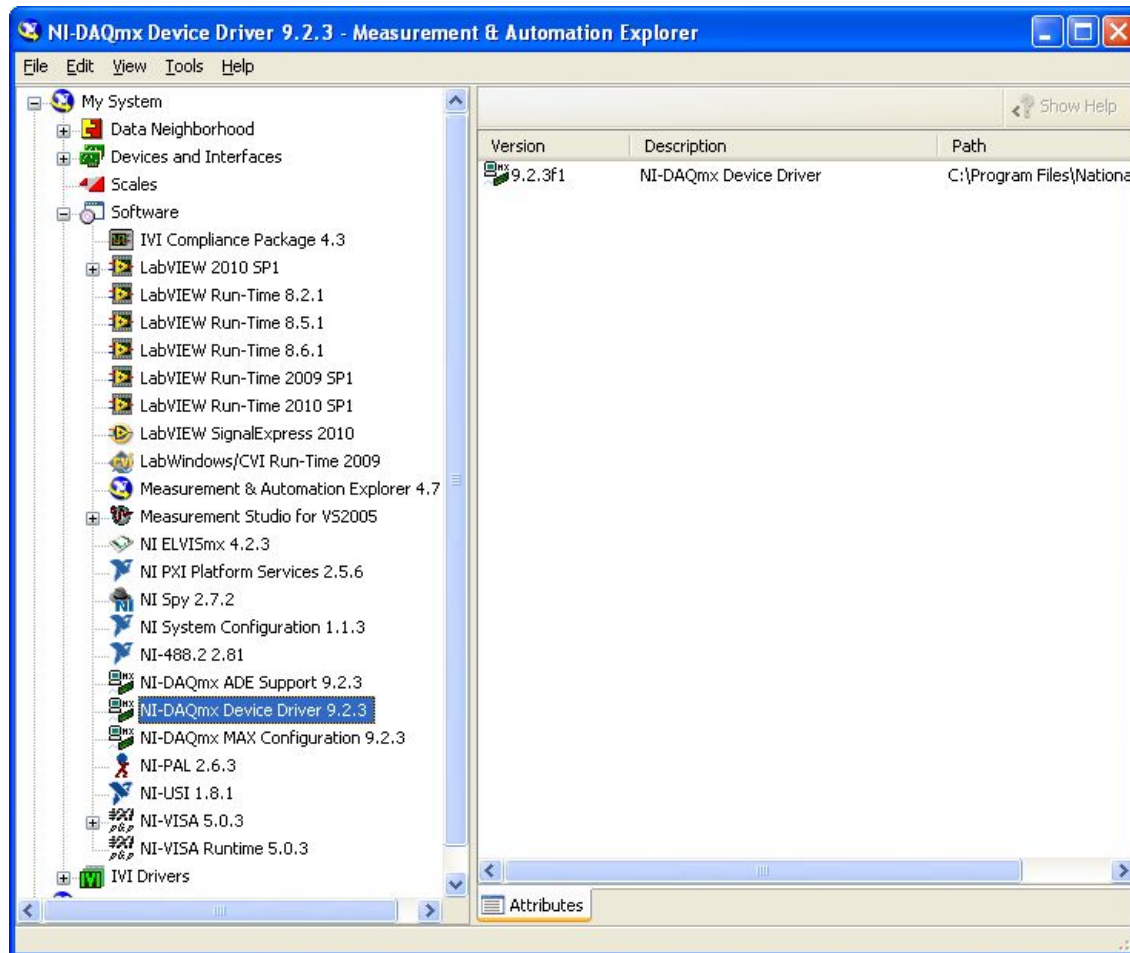 NI-DAQmx Device Driver 9.2.3 - Measurement & Automation Explorer
File Edit View Tools Help
My System
Data Neighborhood
Devices and Interfaces
Scales
Software
IVI Compliance Package 4.3
LabVIEW 2010 SP1
LabVIEW Run-Time 8.2.1
LabVIEW Run-Time 8.5.1
LabVIEW Run-Time 8.6.1
LabVIEW Run-Time 2009 SP1
LabVIEW Run-Time 2010 SP1
LabVIEW SignalExpress 2010
LabWindows/CVI Run-Time 2009
Measurement & Automation Explorer 4.7
Measurement Studio for VS2005
NI ELVISmx 4.2.3
NI PXI Platform Services 2.5.6
NI Spy 2.7.2
NI System Configuration 1.1.3
NI-488.2 2.81
NI-DAQmx ADE Support 9.2.3
NI-DAQmx Device Driver 9.2.3
NI-DAQmx MAX Configuration 9.2.3
NI-PAL 2.6.3
NI-USI 1.8.1
NI-VISA 5.0.3
NI-VISA Runtime 5.0.3
IVI Drivers
Show Help
Version Description Path
9.2.3f1 NI-DAQmx Device Driver C:\Program Files\Nationa
Attributes